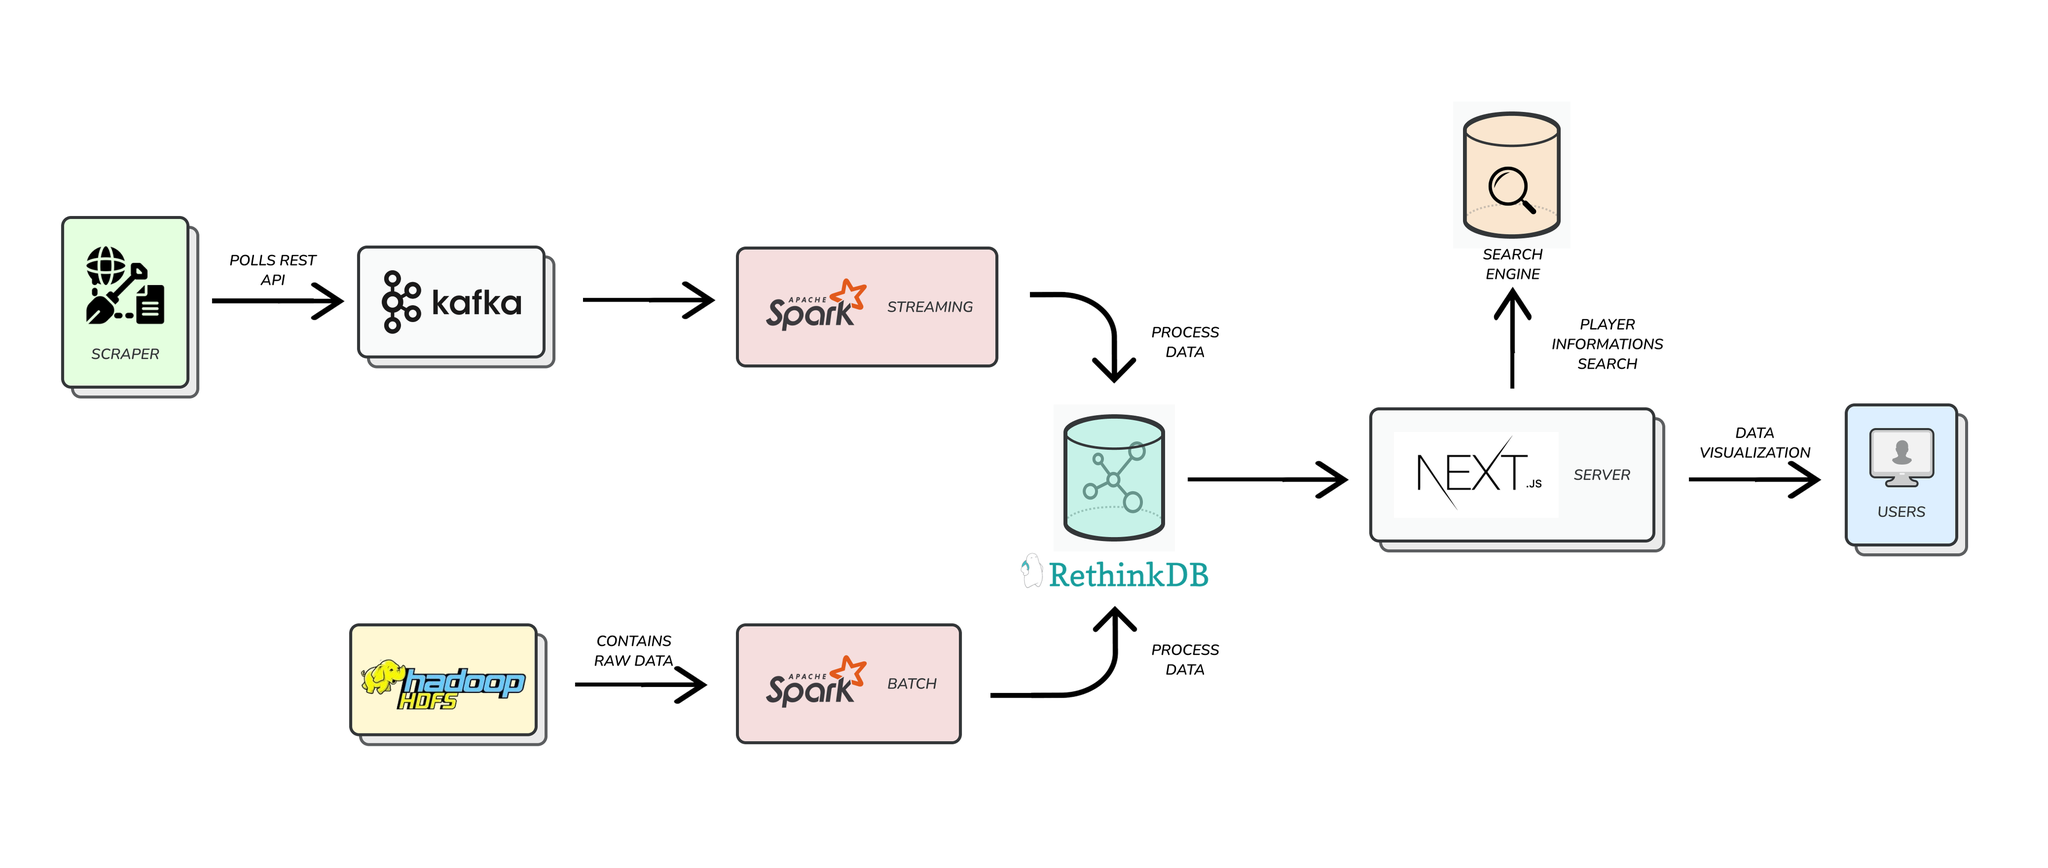 SCRAPER
POLLS REST
API
kafka
APACHE
Spark
STREAMING
PROCESS
DATA
RethinkDB
hadoop
HDFS
CONTAINS
RAW DATA
APACHE
Spark
BATCH
PROCESS
DATA
SEARCH
ENGINE
PLAYER
INFORMATIONS
SEARCH
NEXT.JS
SERVER
DATA
VISUALIZATION
USERS